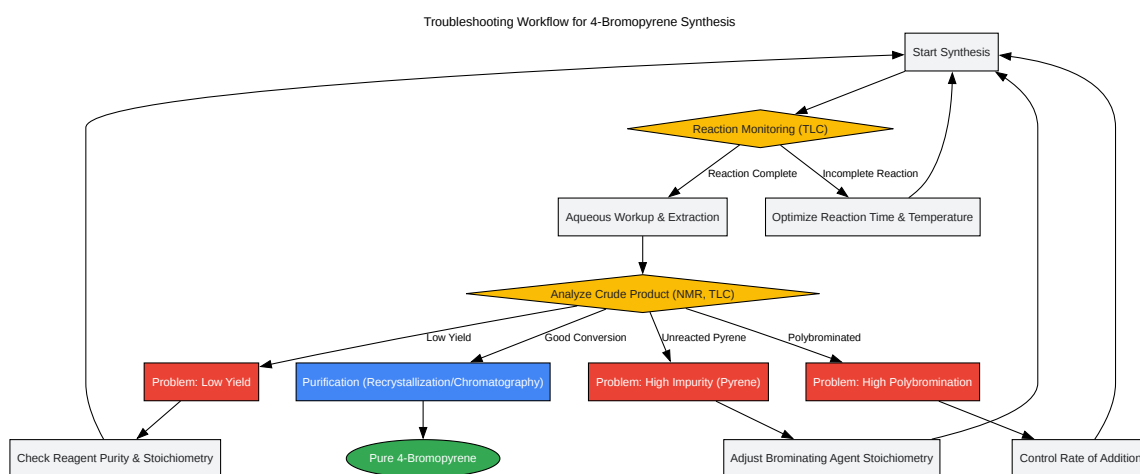 Troubleshooting Workflow for 4-Bromopyrene Synthesis
Start Synthesis
Reaction Monitoring (TLC)
Reaction Complete
Incomplete Reaction
Aqueous Workup & Extraction
Optimize Reaction Time & Temperature
Analyze Crude Product (NMR, TLC)
Low Yield
Good Conversion
Unreacted Pyrene
Polybrominated
Problem: Low Yield
Purification (Recrystallization/Chromatography)
Problem: High Impurity (Pyrene)
Problem: High Polybromination
Check Reagent Purity & Stoichiometry
Pure 4-Bromopyrene
Adjust Brominating Agent Stoichiometry
Control Rate of Addition